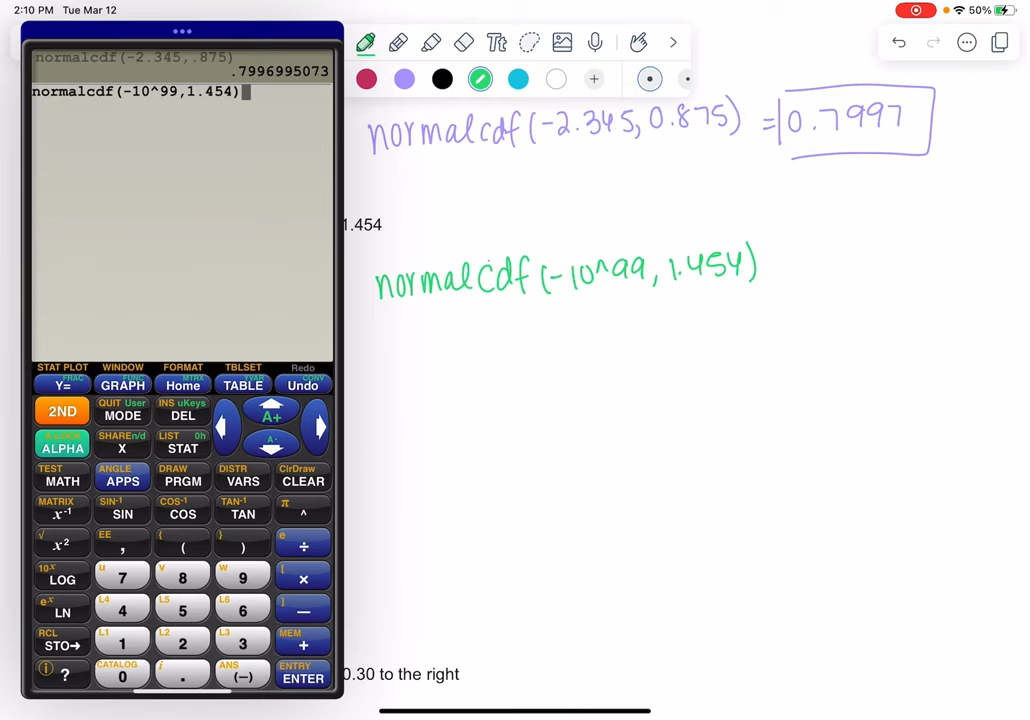 2:10 PM Tue Mar 12
50%
normalcdf(-2.345,.875)
.7996995073
normalcdf(-10^99,1.454)
Tt
normalcdf(-2.345, 0.875) = 0.7997
1.454
normalcdf(-10^99, 1.454)
0.30 to the right
STAT PLOT WINDOW FORMAT TBLSET Redo
Y= GRAPH Home TABLE Undo
QUIT User INS uKeys
2ND MODE DEL A+
SHARE n/d LIST 0h A-
ALPHA X STAT
TEST ANGLE DRAW DISTR ClrDraw
MATH APPS PRGM VARS CLEAR
MATRIX SIN-1 COS-1 TAN-1 π
x-1 SIN COS TAN ^
√ EE { } e
x2 , ( ) ÷
10x u v w [
LOG 7 8 9 ×
ex L4 L5 L6 ]
LN 4 5 6 —
RCL L1 L2 L3 MEM
STO→ 1 2 3 +
i CATALOG i ANS ENTRY
? 0 . (−) ENTER